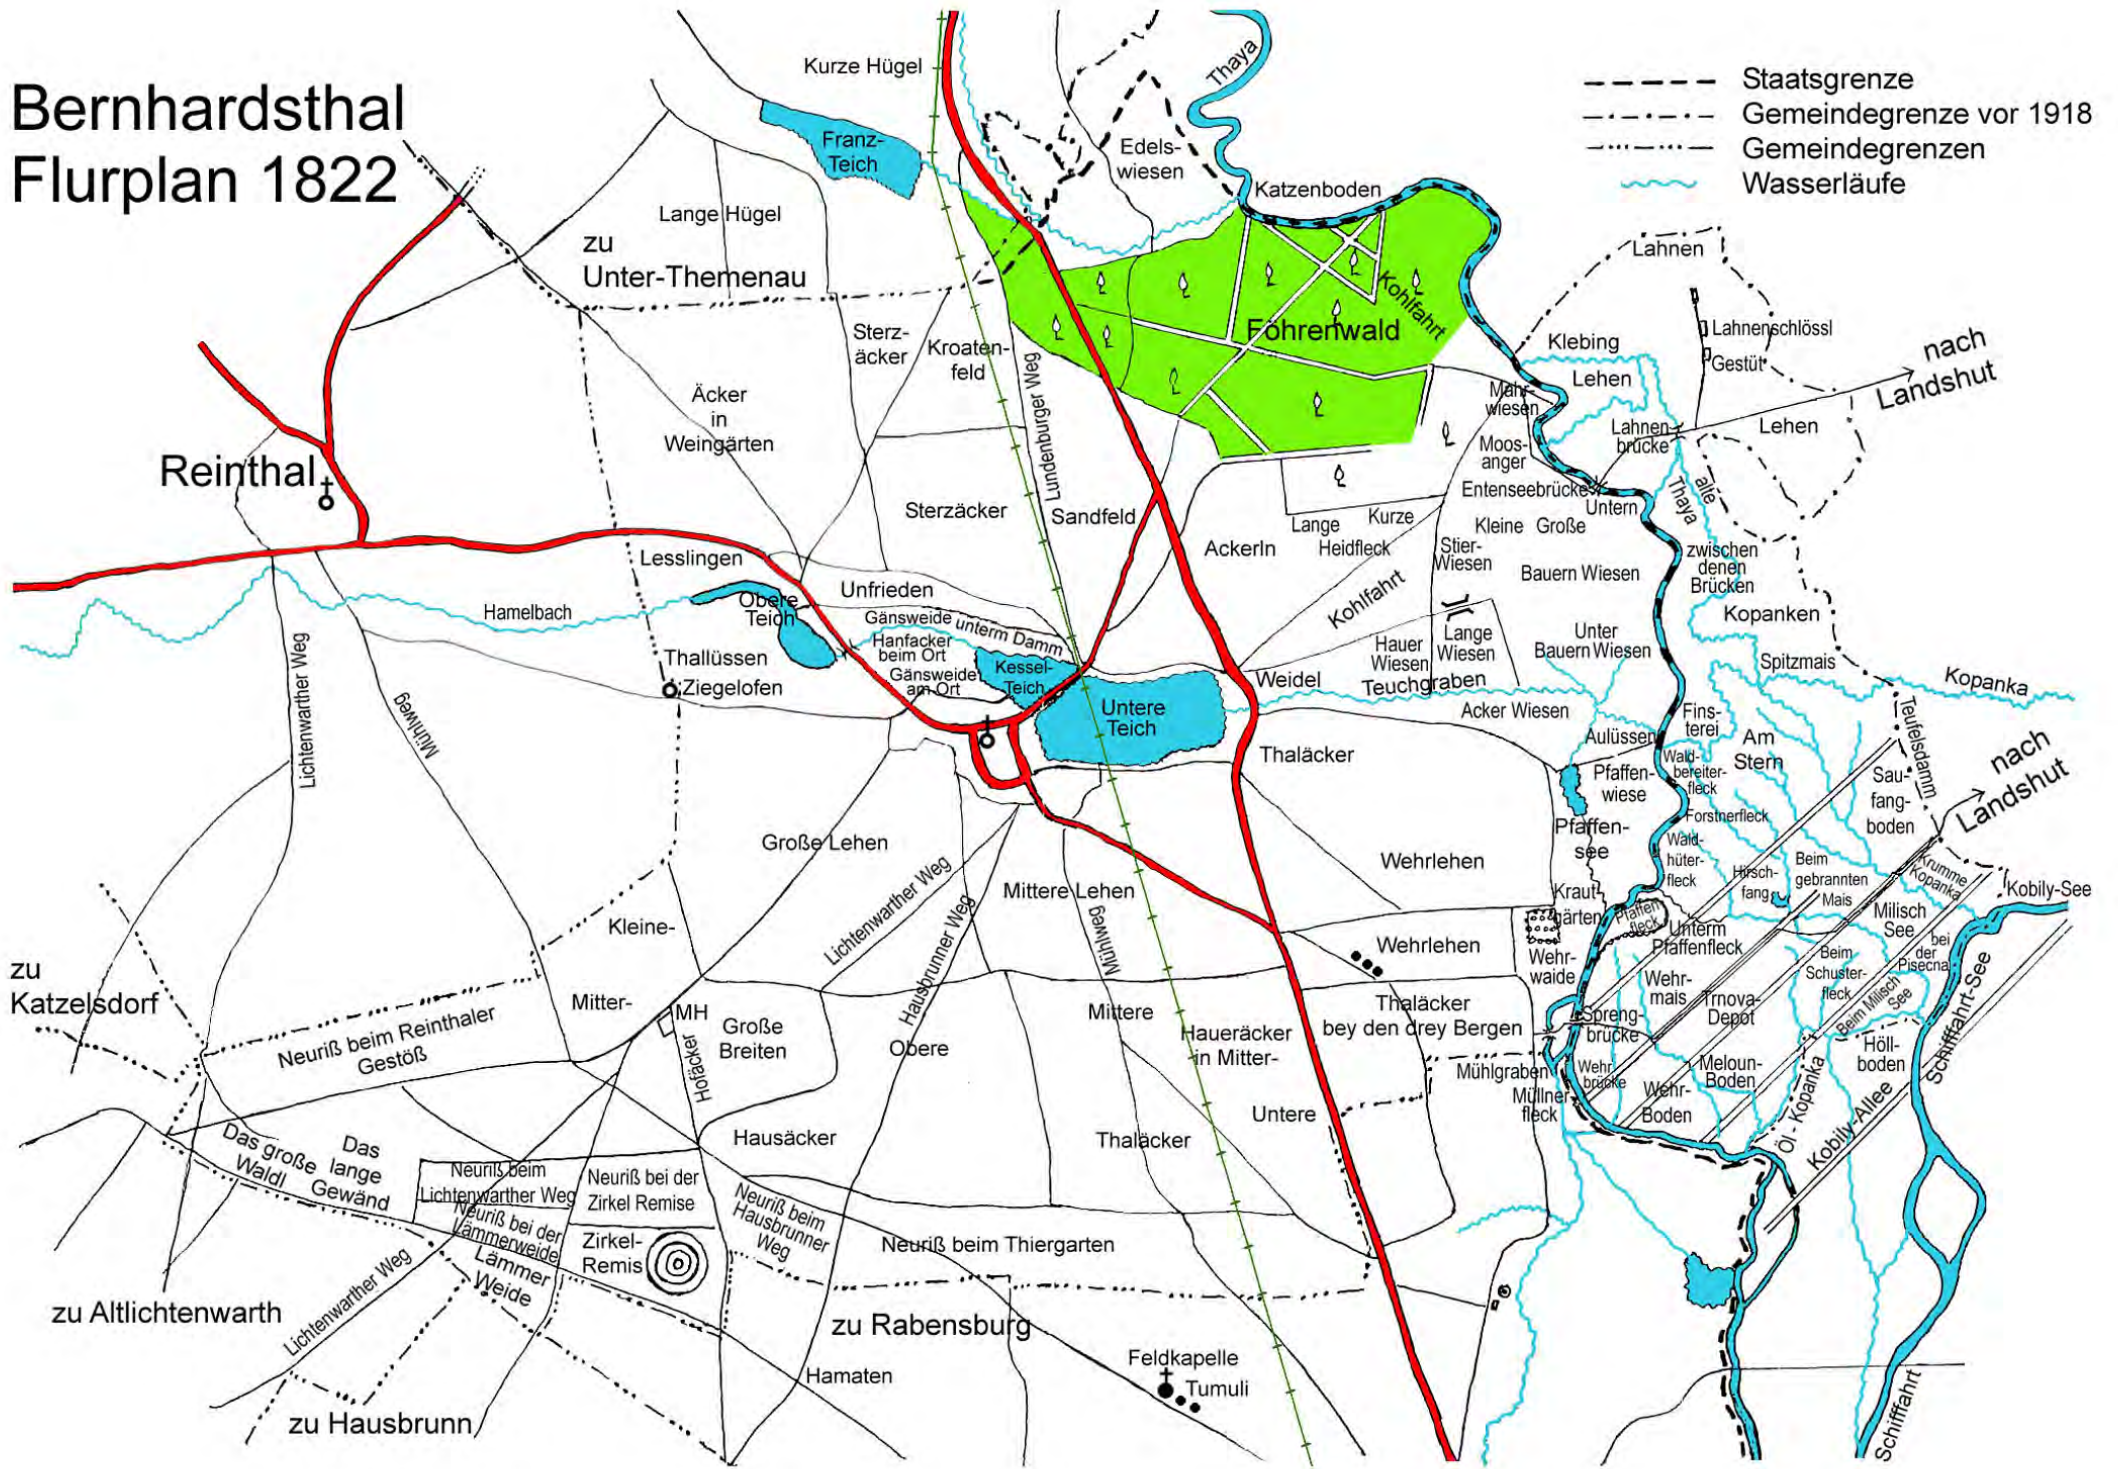 Bernhardsthal
Flurplan 1822
Staatsgrenze
Gemeindegrenze vor 1918
Gemeindegrenzen
Wasserläufe
Kurze Hügel
Thaya
Franz-
Teich
Edels-
wiesen
Katzenboden
Lange Hügel
zu
Unter-Themenau
Lahnen
Lahnenschlössl
Gestüt
nach
Landshut
Klebing
Lehen
Kohlfahrt
Föhrenwald
Sterz-
äcker
Kroaten-
feld
Lundenburger Weg
Äcker
in
Weingärten
Mahr-
wiesen
Lahnen
brücke
Lehen
Moos-
anger
Reinthal
Entenseebrücke
Untern
alte
Thaya
Sterzäcker
Sandfeld
Lange
Kurze
Heidfleck
Kleine
Große
Ackerln
Stier-
Wiesen
Bauern Wiesen
zwischen
denen
Brücken
Lesslingen
Unfrieden
Kohlfahrt
Kopanken
Hamelbach
Obere
Teich
Gänsweide
unterm Damm
Hanfacker
beim Ort
Hauer
Wiesen
Lange
Wiesen
Unter
Bauern Wiesen
Spitzmais
Thallüssen
Ziegelofen
Gänsweide
am Ort
Kessel-
Teich
Weidel
Teuchgraben
Kopanka
Lichtenwarther Weg
Mühlweg
Untere
Teich
Acker Wiesen
Fins-
terei
Am
Stern
Teufelsdamm
Aulüssen
Thaläcker
Pfaffen-
wiese
Wald-
bereiter-
fleck
Sau-
fang-
boden
nach
Landshut
Forstnerfleck
Pfaffen-
see
Wald-
hüter-
fleck
Große Lehen
Wehrlehen
Hirsch-
fang
Beim
gebrannten
Mais
Krumme
Kopanka
Kobily-See
Mittere Lehen
Lichtenwarther Weg
Hausbrunner Weg
Mühlweg
Kraut-
gärten
Pfaffen
fleck
Unterm
Pfaffenfleck
Milisch
See
bei
der
Pisecna
Kleine-
Wehrlehen
Wehr-
waide
Beim
Schuster-
fleck
Wehr-
mais
Trnova-
Depot
Beim Milisch
See
Schifffahrt-See
zu
Katzelsdorf
Mitter-
MH
Große
Breiten
Mittere
Thaläcker
bey den drey Bergen
Spreng-
brücke
Neuriß beim Reinthaler
Gestöß
Obere
Haueräcker
in Mitter-
Höll-
boden
Hofäcker
Mühlgraben
Wehr-
brücke
Meloun-
Boden
Müllner
fleck
Wehr-
Boden
Öl-Kopanka
Kobily-Allee
Untere
Hausäcker
Thaläcker
Das große
Waldl
Das
lange
Gewänd
Neuriß beim
Lichtenwarther Weg
Neuriß bei der
Zirkel Remise
Neuriß bei der
Lämmerweide
Neuriß beim
Hausbrunner
Weg
Zirkel-
Remis
Neuriß beim Thiergarten
Lämmer
Weide
Lichtenwarther Weg
zu Altlichtenwarth
zu Rabensburg
Hamaten
Feldkapelle
Tumuli
zu Hausbrunn
Schifffahrt